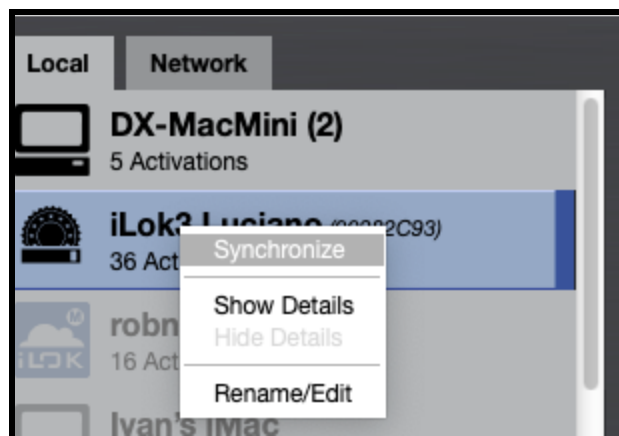 Local
Network
DX-MacMini (2)
5 Activations
iLok3 Luciano 2C93)
36 Act
Synchronize
Show Details
Hide Details
Rename/Edit
robn
16 Act
M
iLOK
Ivan's iMac